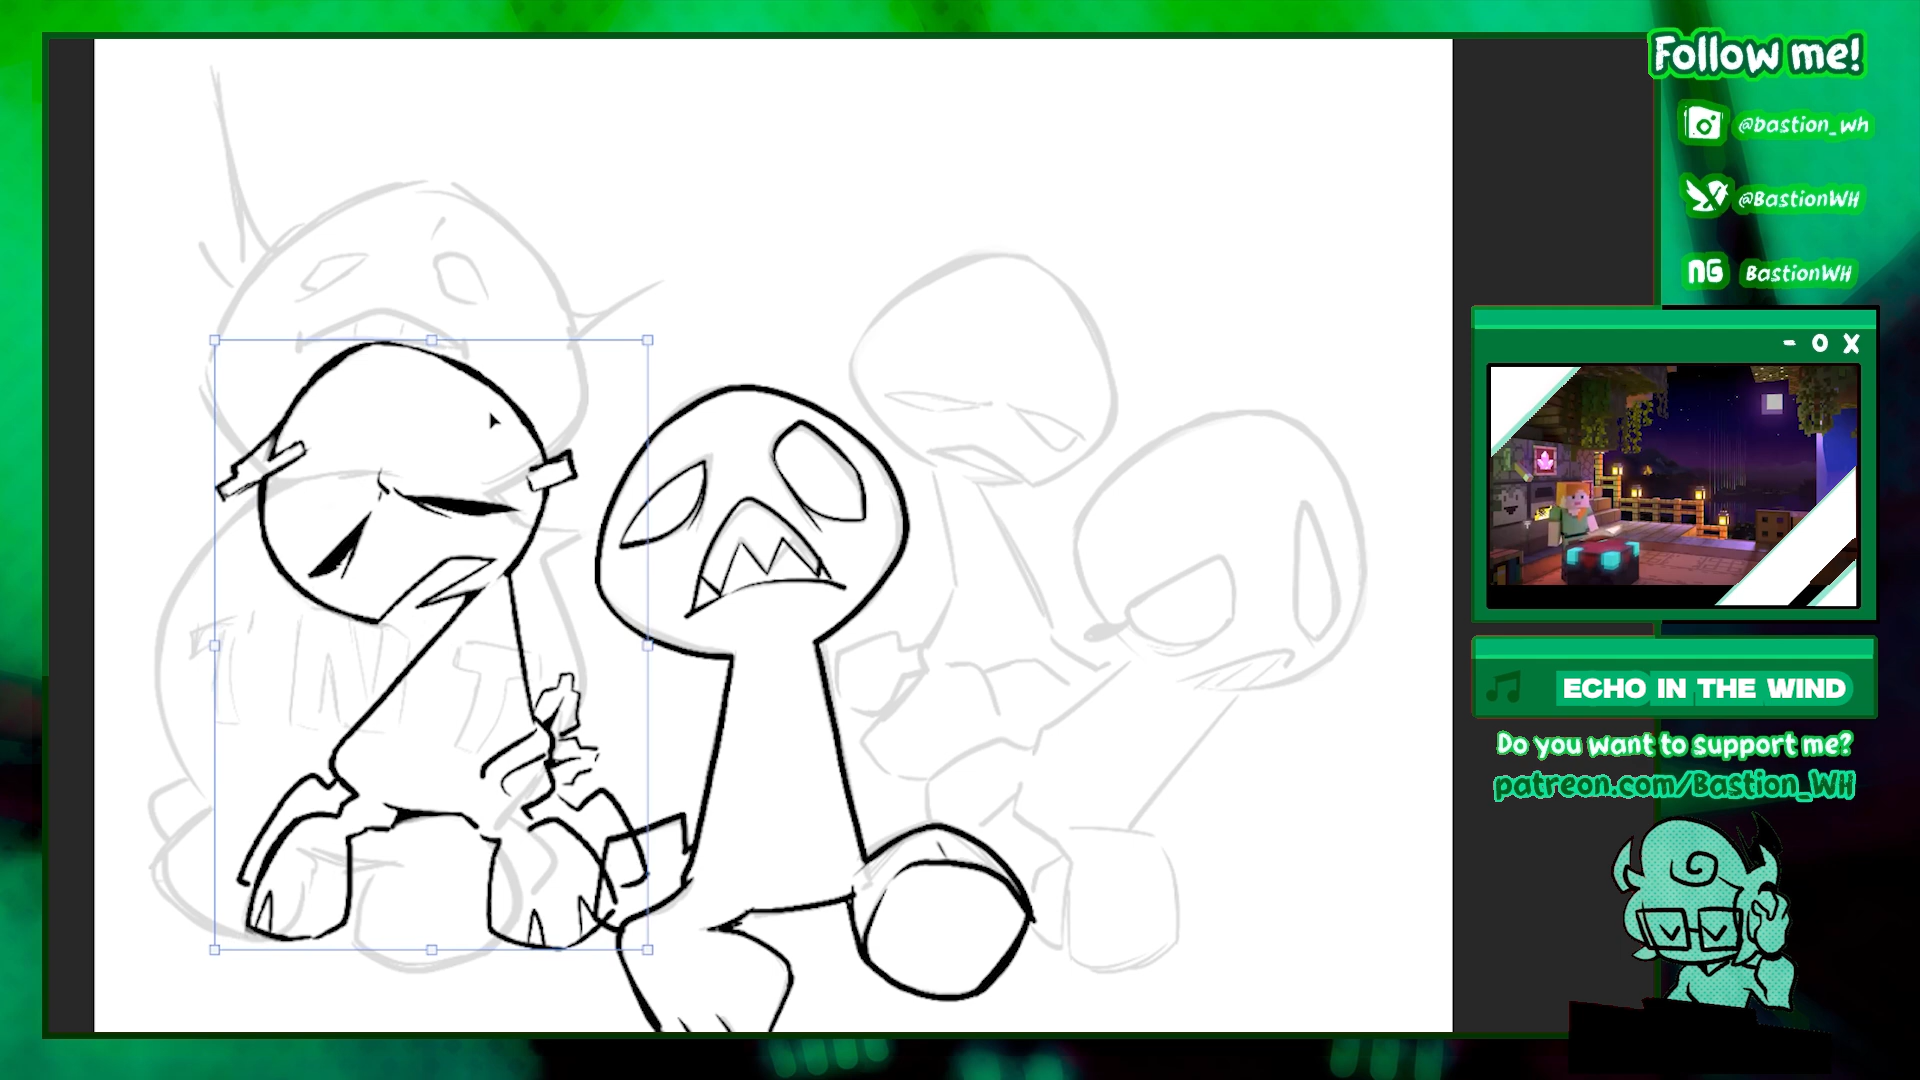 Follow me!
@bastion_wh
@BastionWH
NG BastionWH
- O X
TNT
ECHO IN THE WIND
Do you want to support me?
patreon.com/Bastion_WH